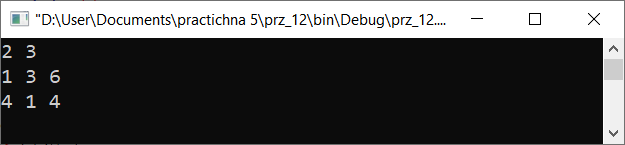 "D:\User\Documents\practichna 5\prz_12\bin\Debug\prz_12....
2 3
1 3 6
4 1 4